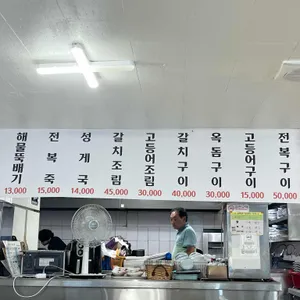 해물뚝배기
13,000
전복죽
15,000
성게국
14,000
갈치조림
45,000
고등어조림
30,000
갈치구이
40,000
옥돔구이
30,000
고등어구이
15,000
전복구이
50,000